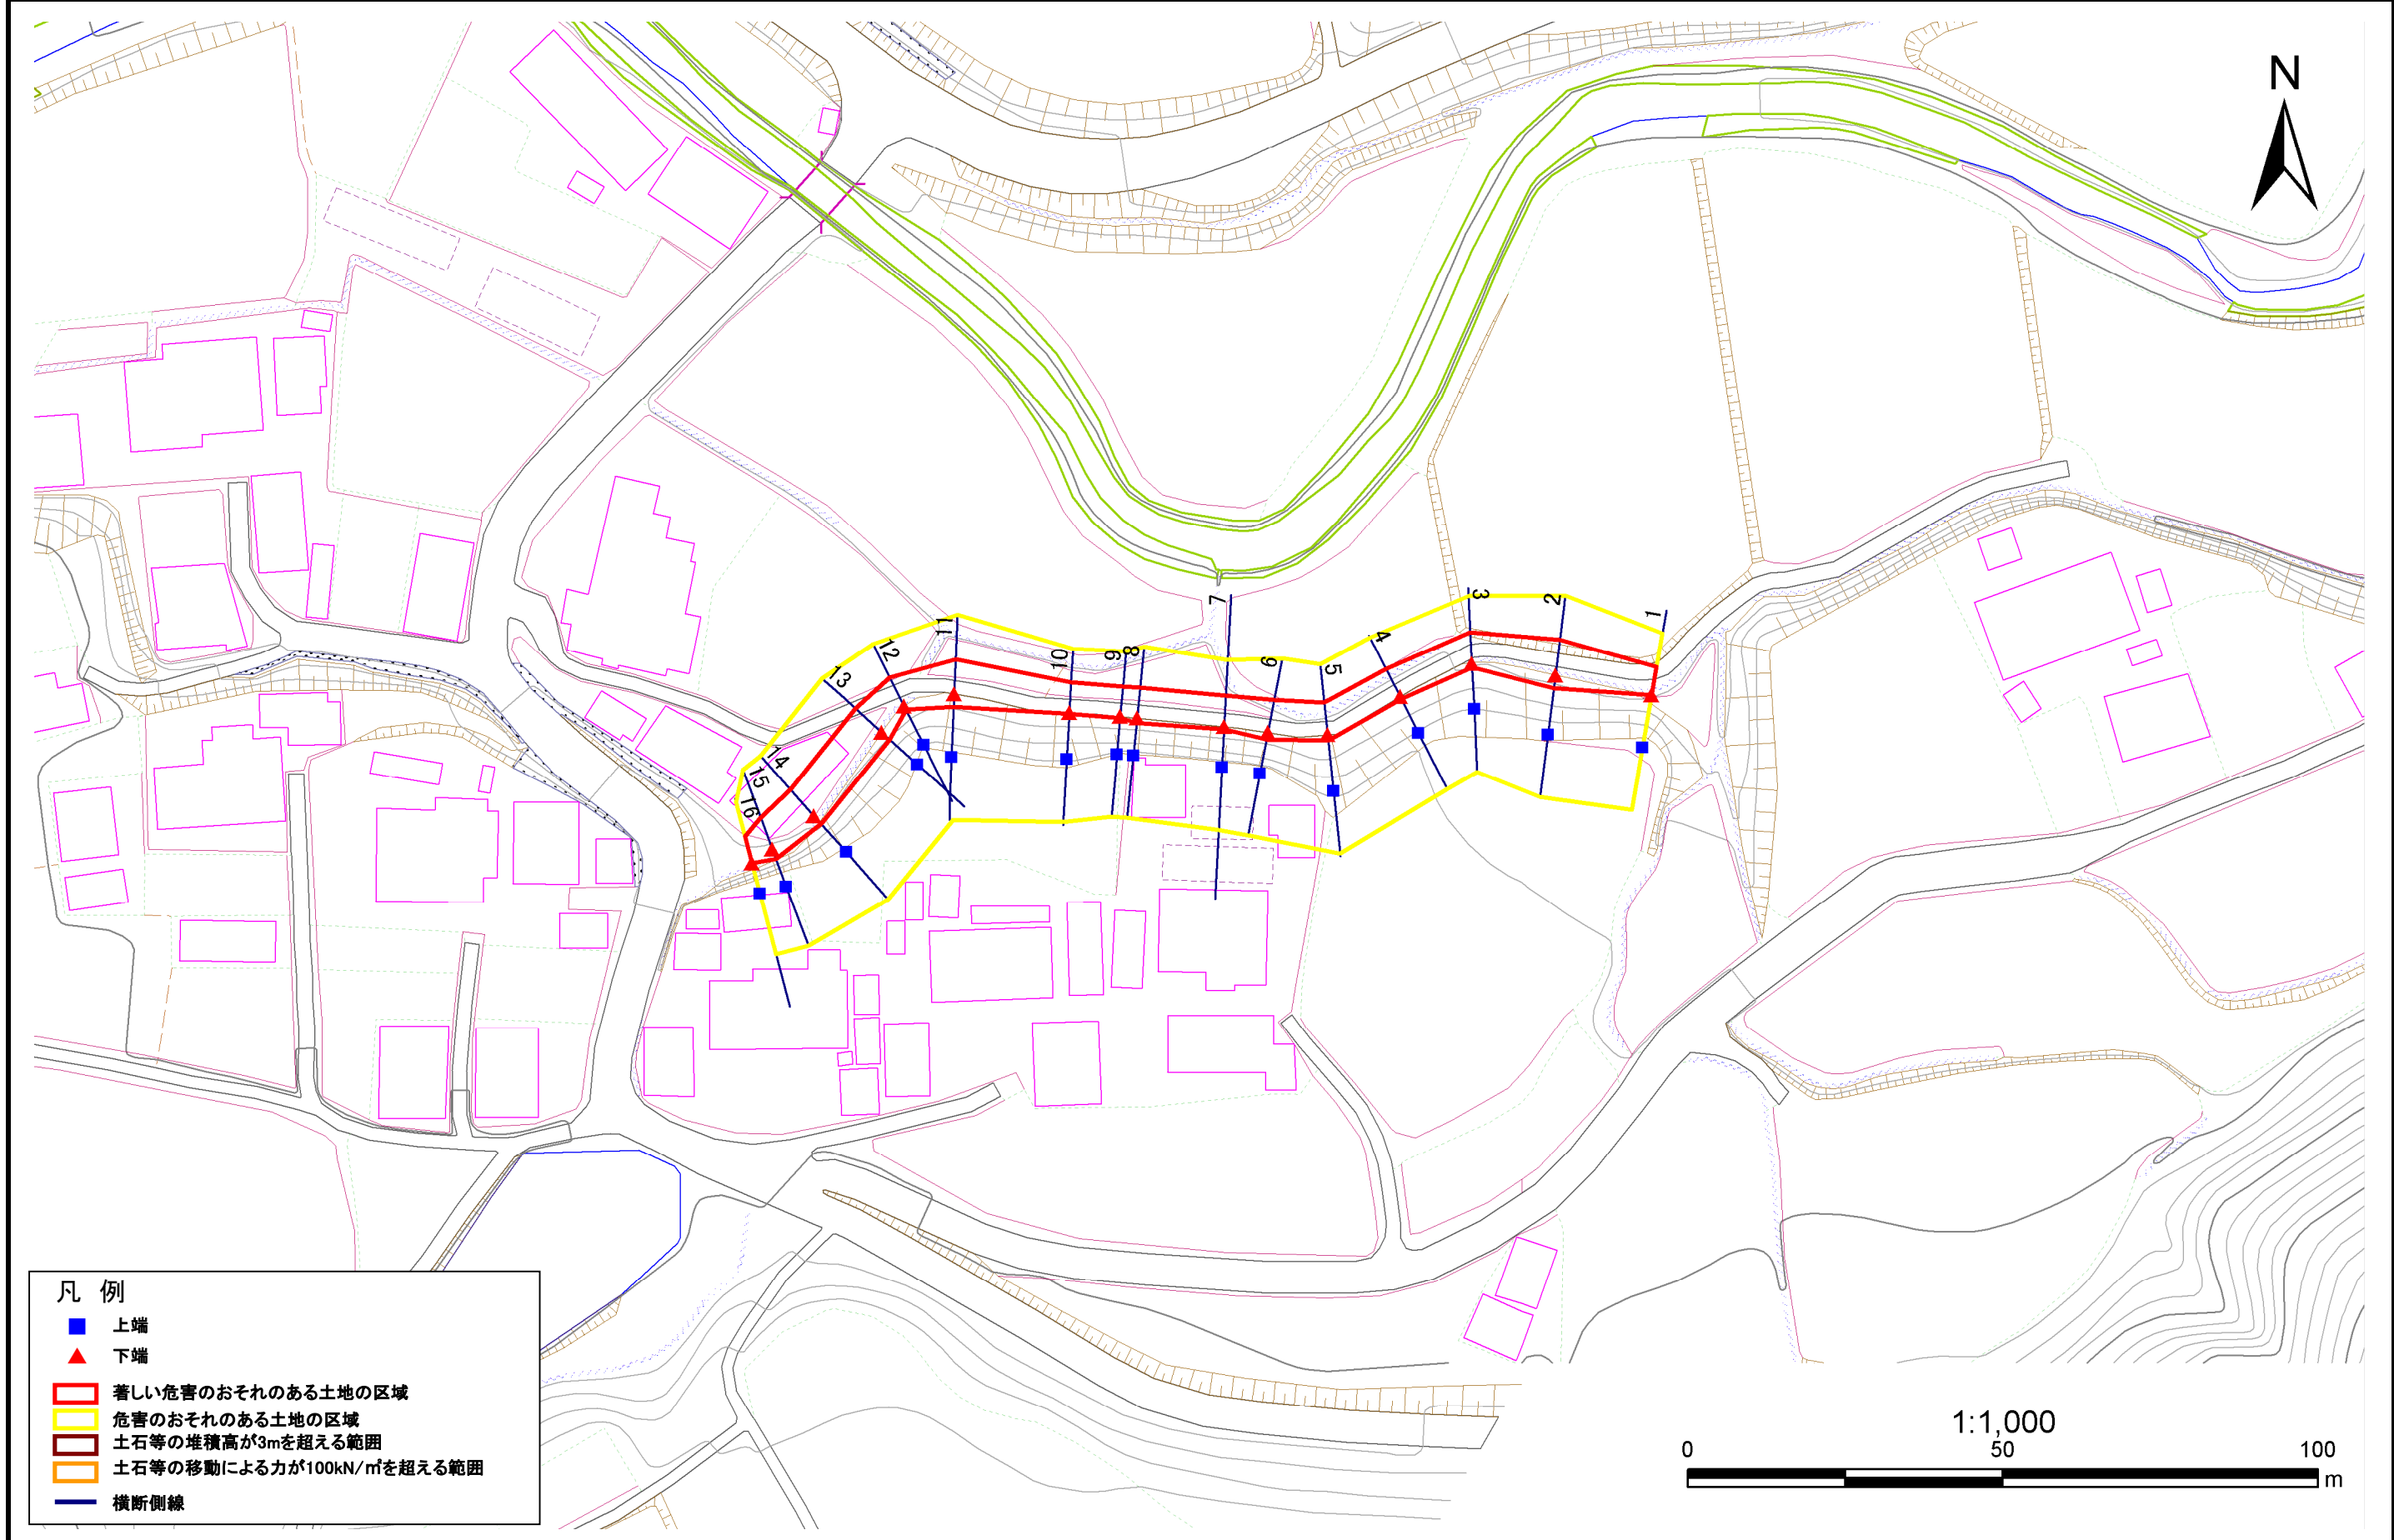 N
1
2
3
4
5
6
7
8
9
10
11
12
13
14
15
16
凡 例
上端
下端
著しい危害のおそれのある土地の区域
危害のおそれのある土地の区域
土石等の堆積高が3mを超える範囲
土石等の移動による力が100kN/㎡を超える範囲
横断側線
1:1,000
0 50 100
m